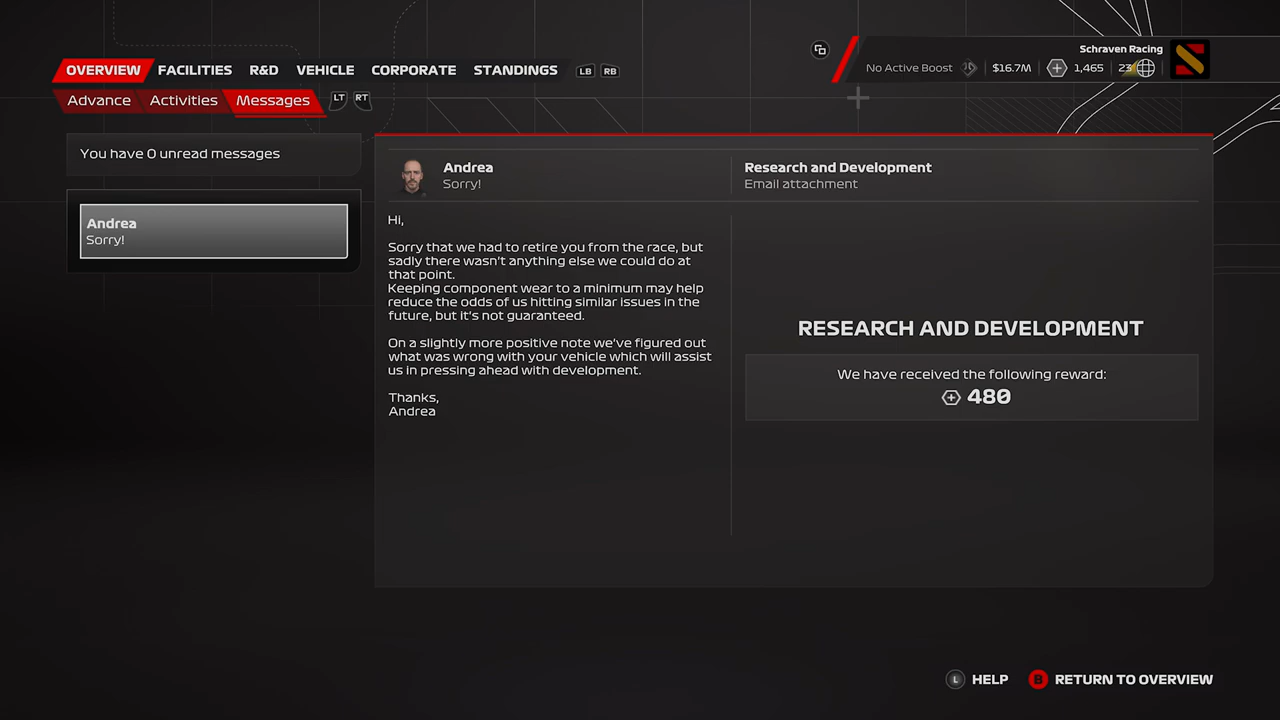 Schraven Racing
OVERVIEW FACILITIES R&D VEHICLE CORPORATE STANDINGS LB RB
No Active Boost $16.7M 1,465 23
Advance Activities Messages LT RT
You have 0 unread messages
Andrea
Sorry!
Andrea
Sorry!
Research and Development
Email attachment
Hi,
Sorry that we had to retire you from the race, but
sadly there wasn't anything else we could do at
that point.
Keeping component wear to a minimum may help
reduce the odds of us hitting similar issues in the
future, but it's not guaranteed.
On a slightly more positive note we've figured out
what was wrong with your vehicle which will assist
us in pressing ahead with development.
Thanks,
Andrea
RESEARCH AND DEVELOPMENT
We have received the following reward:
480
L HELP B RETURN TO OVERVIEW